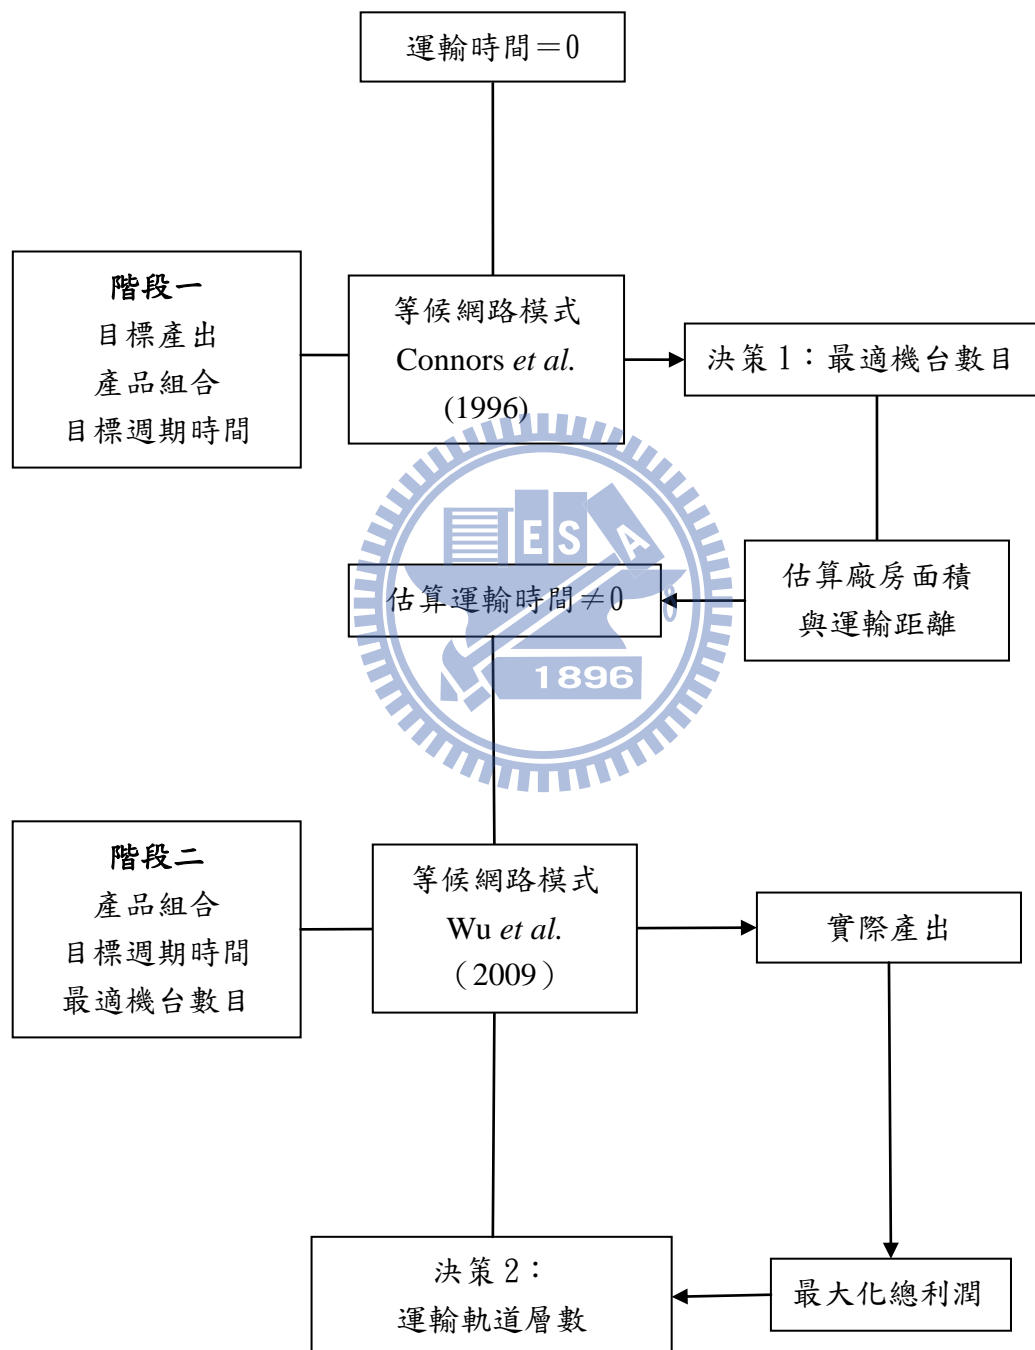 運輸時間＝0
階段一
目標產出
產品組合
目標週期時間
等候網路模式
Connors et al.
(1996)
決策1：最適機台數目
估算廠房面積
與運輸距離
估算運輸時間≠0
E S A
1896
階段二
產品組合
目標週期時間
最適機台數目
等候網路模式
Wu et al.
（2009）
實際產出
最大化總利潤
決策2：
運輸軌道層數